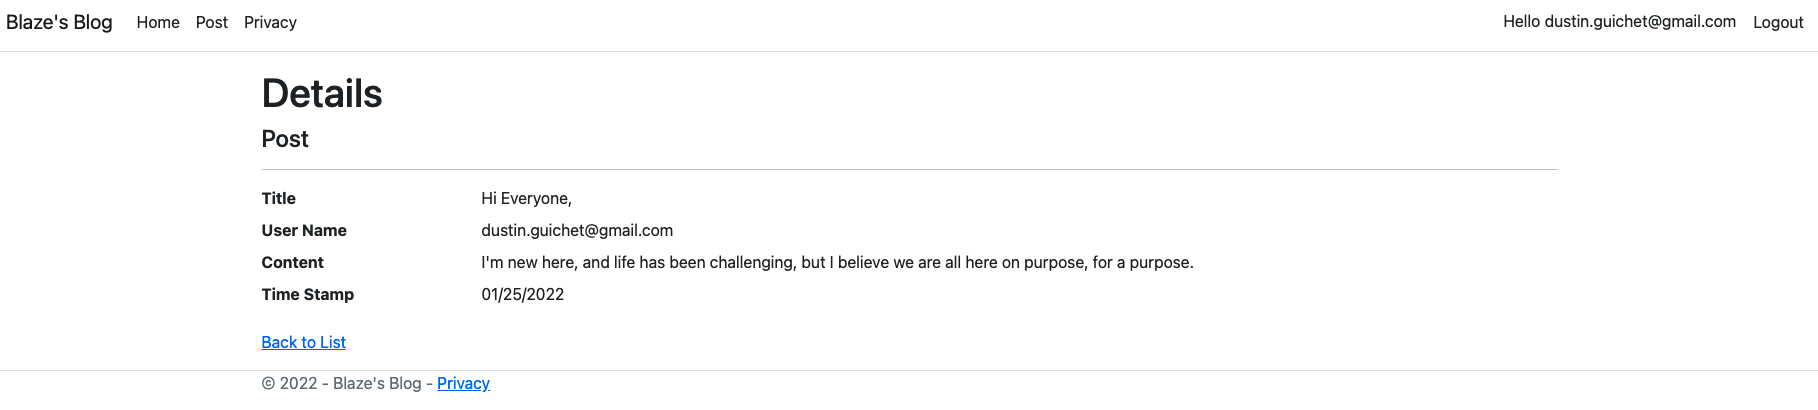 Blaze's Blog Home Post Privacy Hello dustin.guichet@gmail.com Logout
Details
Post
Title Hi Everyone,
User Name dustin.guichet@gmail.com
Content I'm new here, and life has been challenging, but I believe we are all here on purpose, for a purpose.
Time Stamp 01/25/2022
Back to List
© 2022 - Blaze's Blog - Privacy